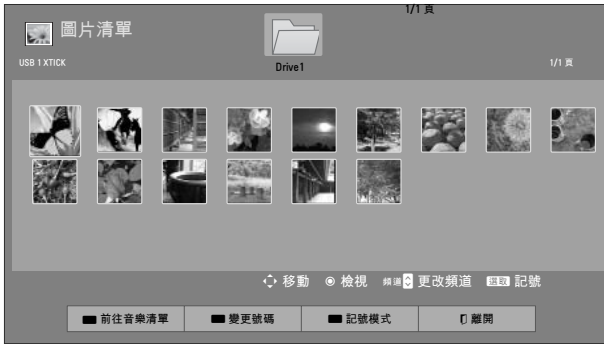 1/1 頁
圖片清單
USB 1 XTICK
Drive1
1/1 頁
移動 檢視 頻道 更改頻道 選取 記號
前往音樂清單 變更號碼 記號模式 離開